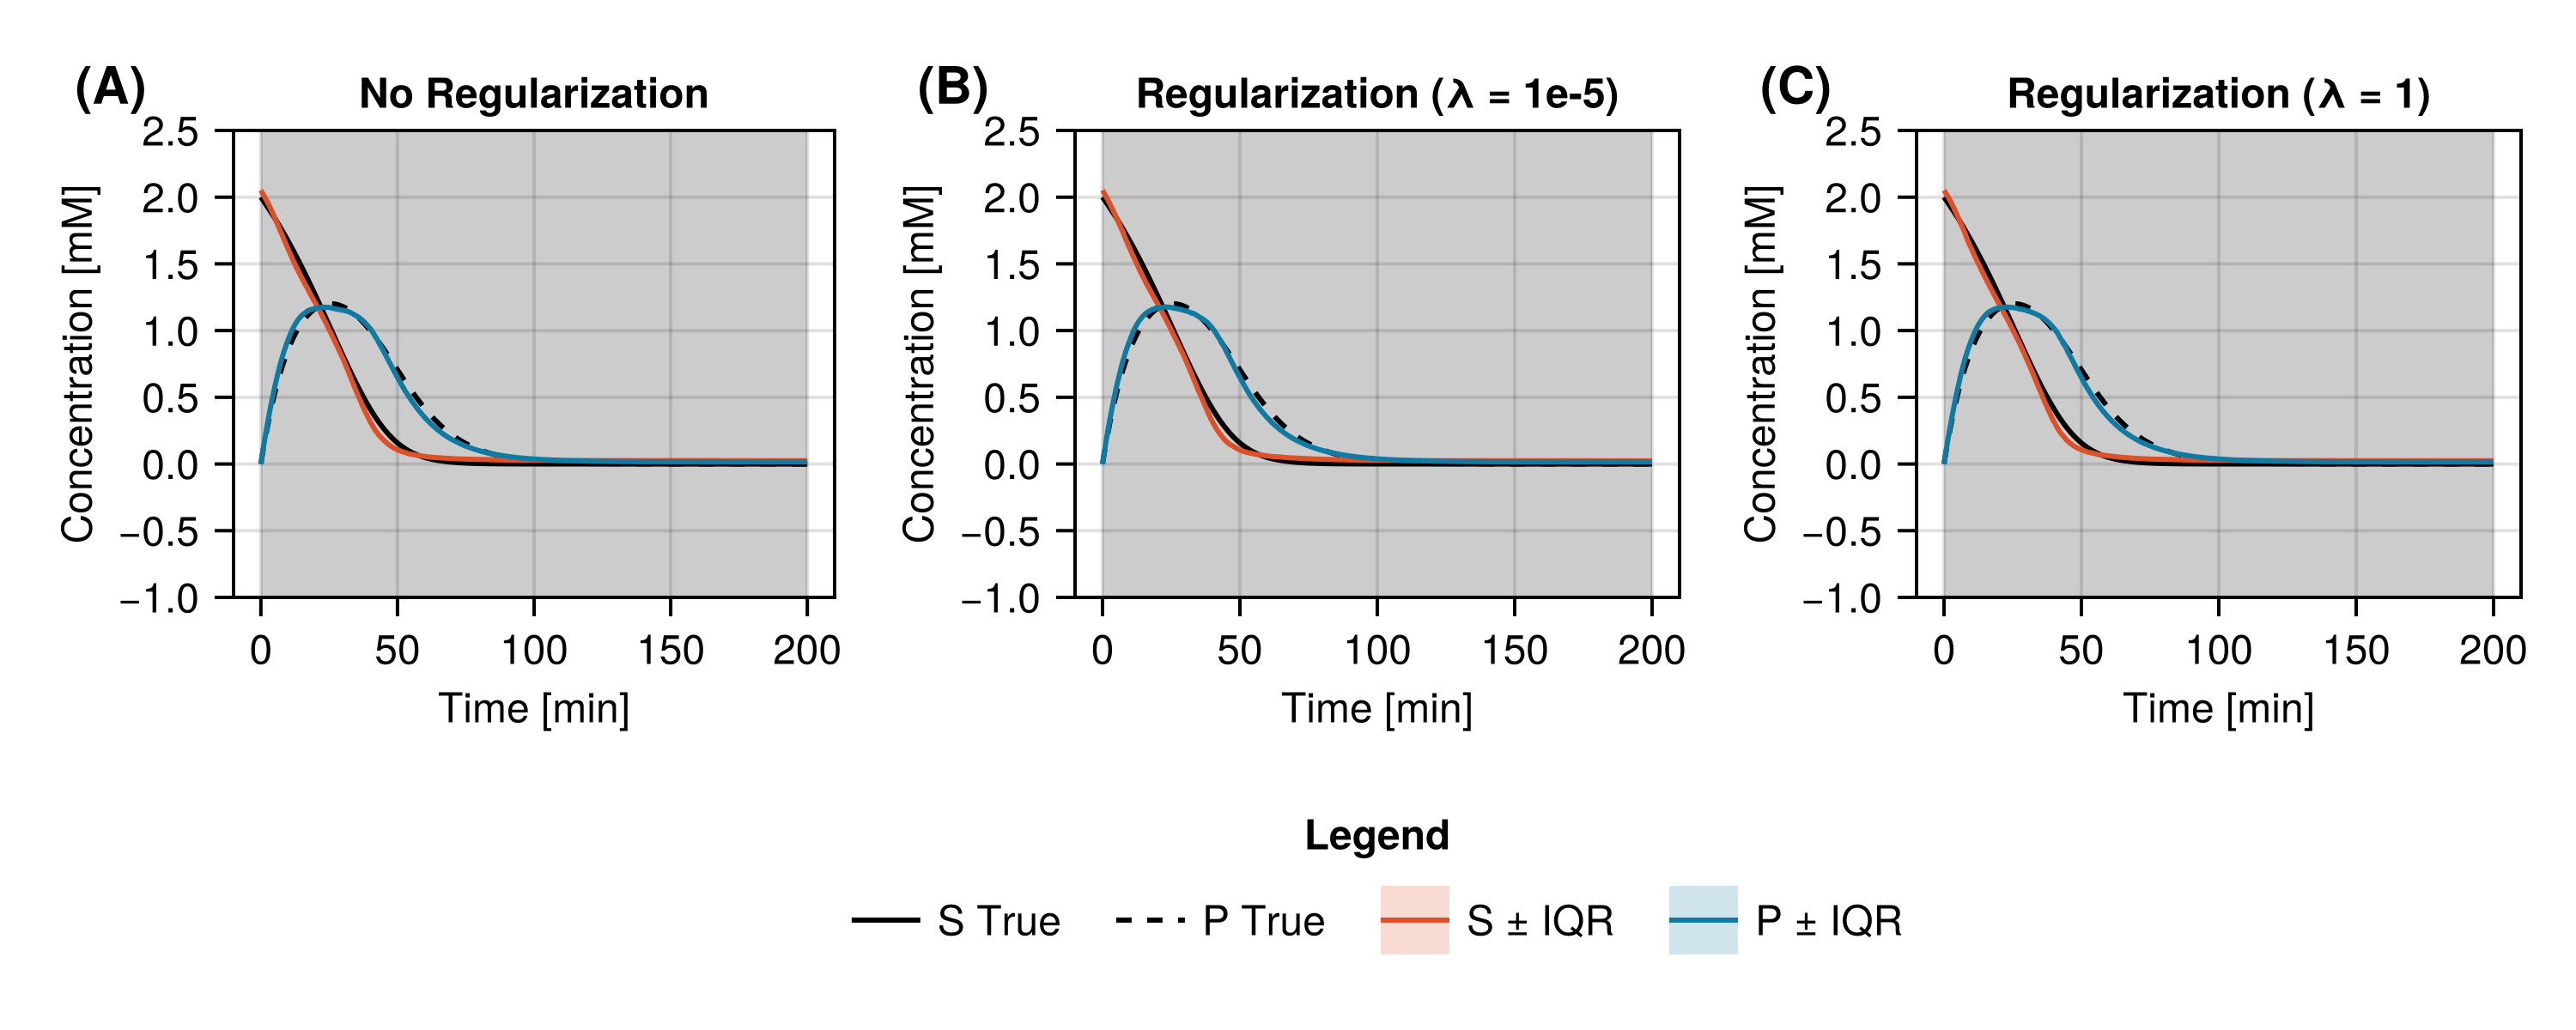 (A) No Regularization
2.5
2.0
1.5
1.0
0.5
0.0
−0.5
−1.0
Concentration [mM]
0 50 100 150 200
Time [min]
(B) Regularization (λ = 1e-5)
2.5
2.0
1.5
1.0
0.5
0.0
−0.5
−1.0
Concentration [mM]
0 50 100 150 200
Time [min]
(C) Regularization (λ = 1)
2.5
2.0
1.5
1.0
0.5
0.0
−0.5
−1.0
Concentration [mM]
0 50 100 150 200
Time [min]
Legend
S True P True S ± IQR P ± IQR